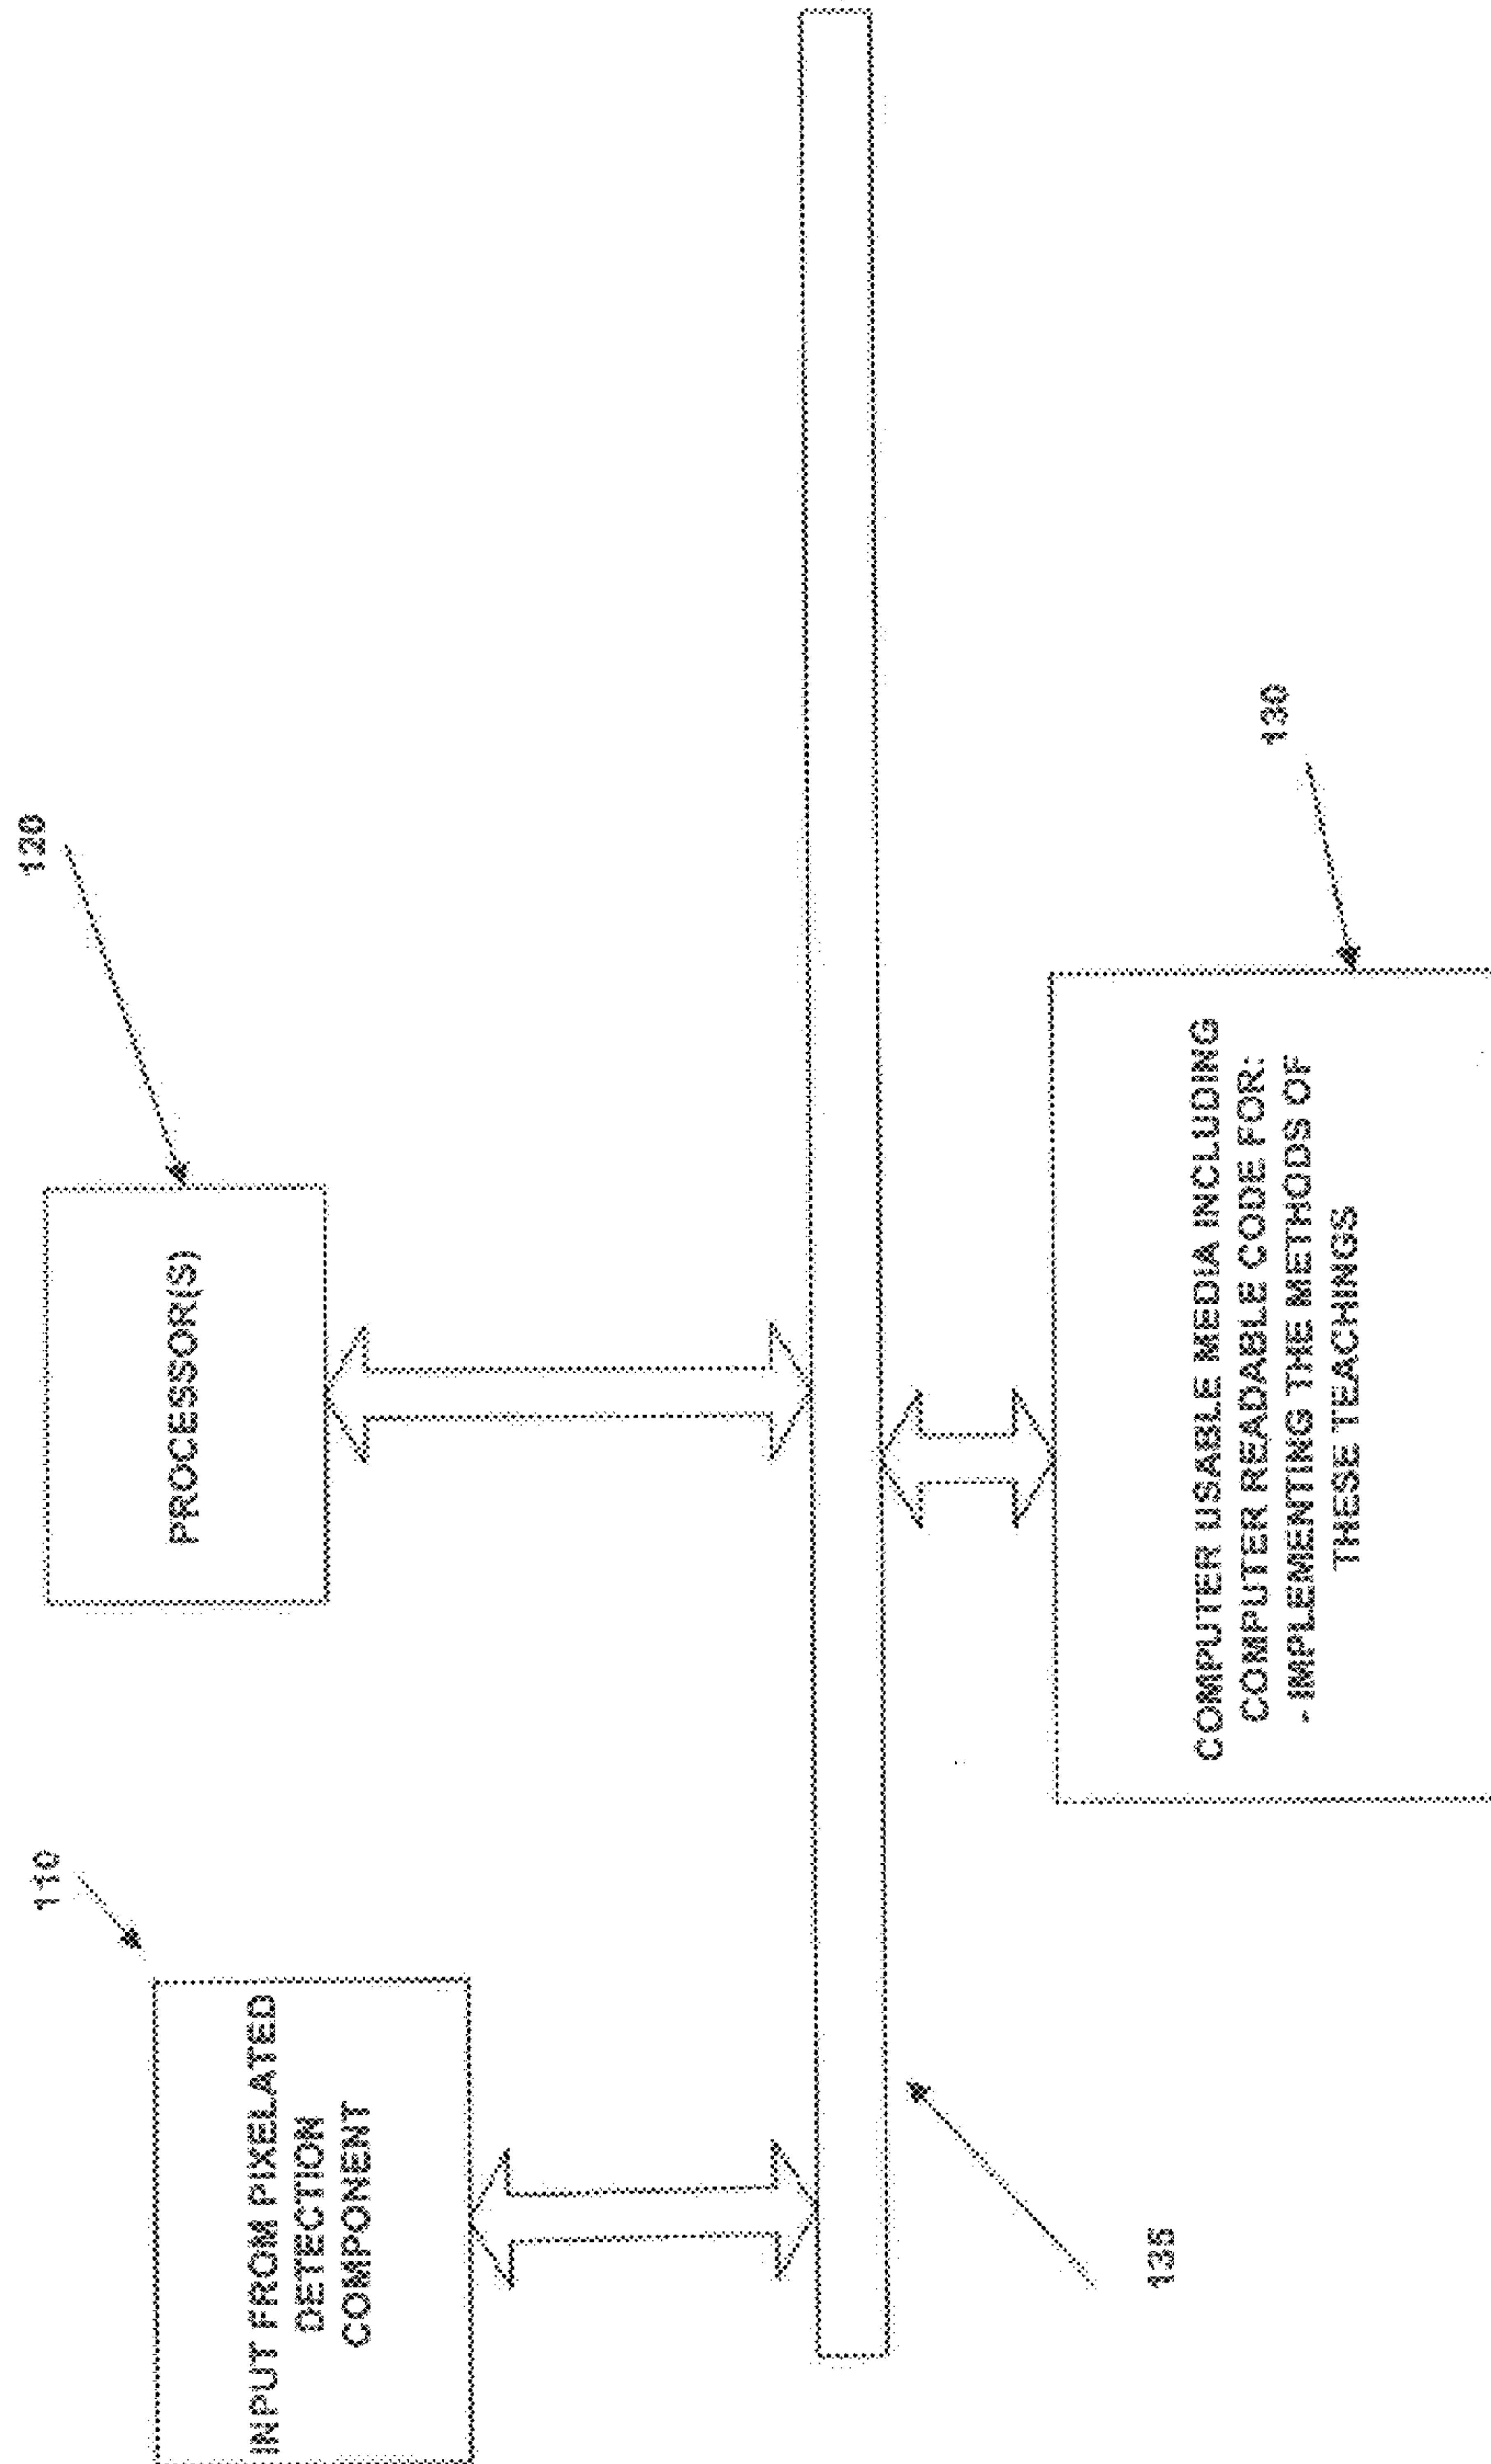 110
INPUT FROM PIXELATED
DETECTION
COMPONENT
120
PROCESSOR(S)
135
130
COMPUTER USABLE MEDIA INCLUDING
COMPUTER READABLE CODE FOR:
- IMPLEMENTING THE METHODS OF
THESE TEACHINGS